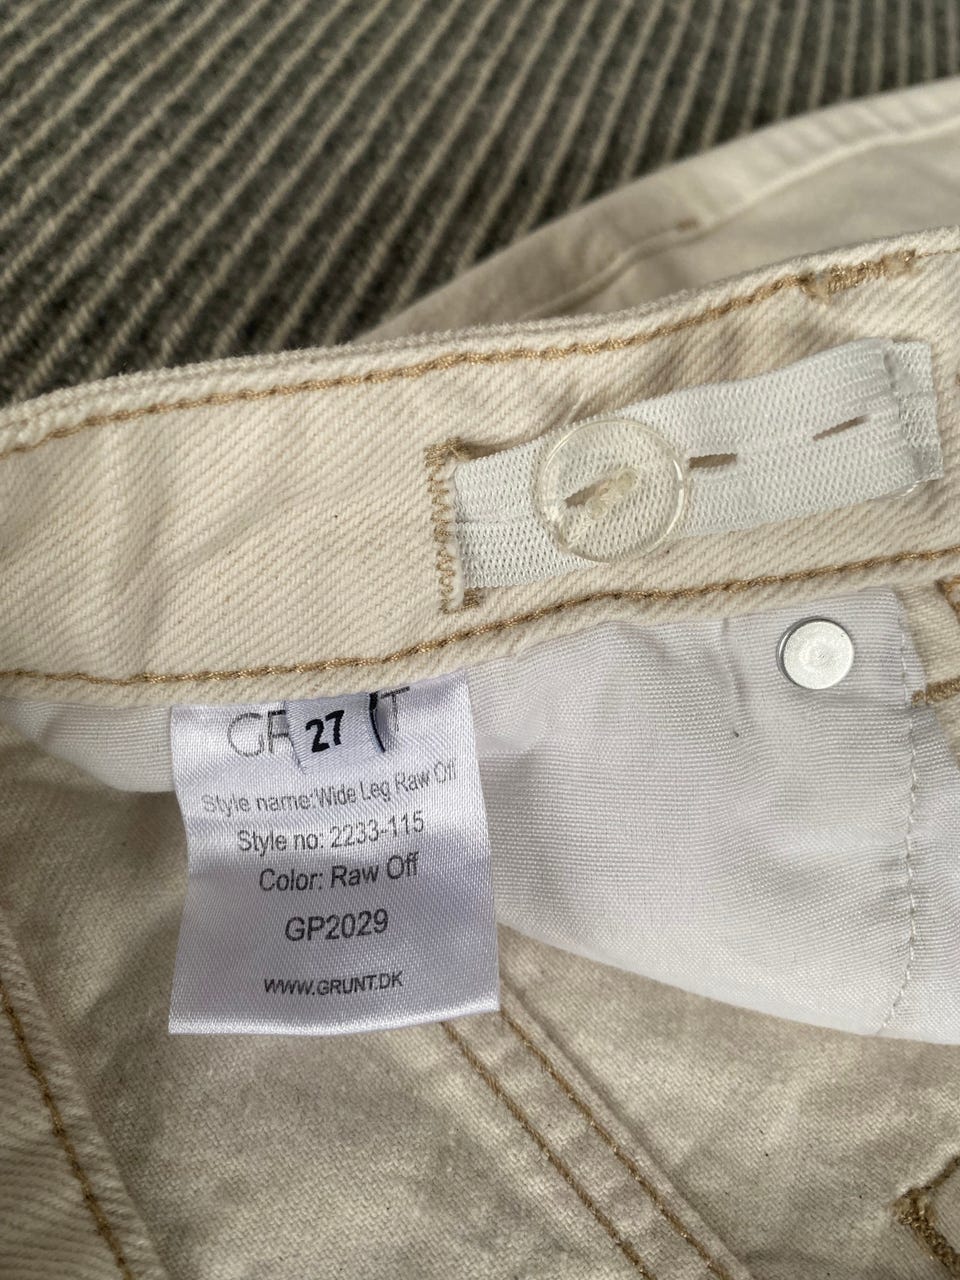 GR T
27
Style name:Wide Leg Raw Off
Style no: 2233-115
Color: Raw Off
GP2029
WWW.GRUNT.DK